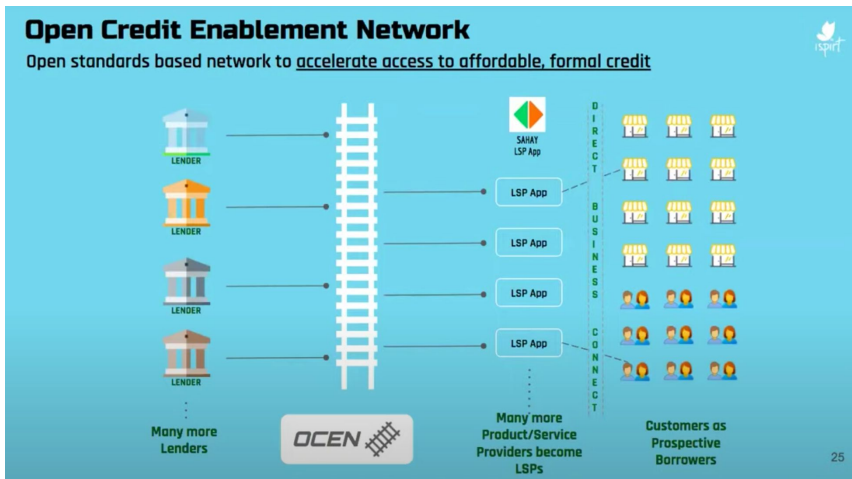 Open Credit Enablement Network
ispirt
Open standards based network to accelerate access to affordable, formal credit
LENDER
LENDER
LENDER
LENDER
Many more
Lenders
OCEN
SAHAY
LSP App
LSP App
LSP App
LSP App
LSP App
Many more
Product/Service
Providers become
LSPs
DIRECT BUSINESS CONNECT
Customers as
Prospective
Borrowers
25